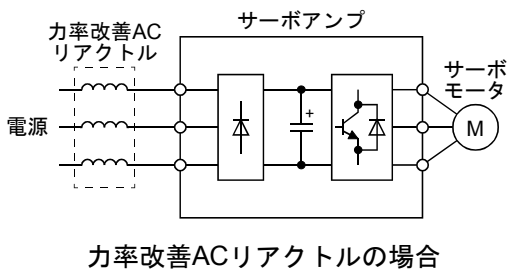 力率改善AC
リアクトル
サーボアンプ
サーボ
モータ
電源
+
M
力率改善ACリアクトルの場合